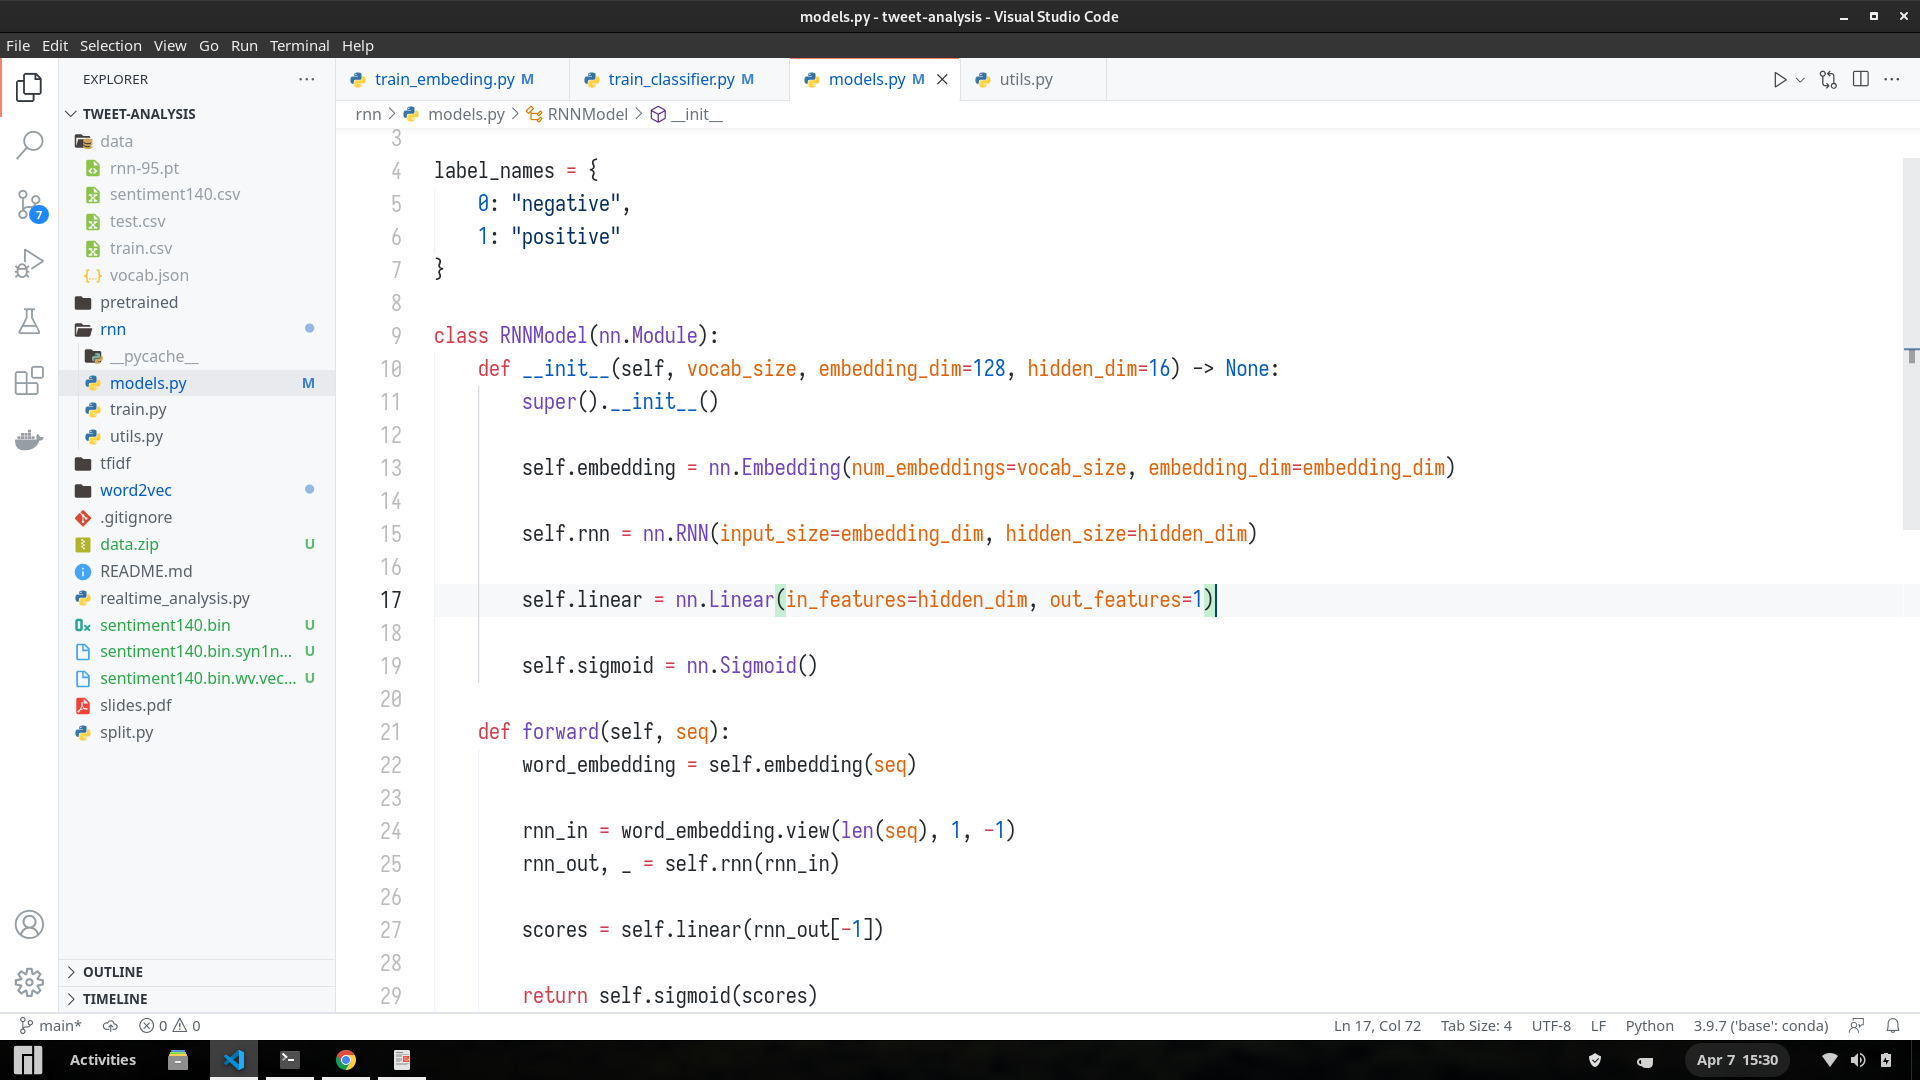 models.py - tweet-analysis - Visual Studio Code
File Edit Selection View Go Run Terminal Help
EXPLORER
TWEET-ANALYSIS
data
rnn-95.pt
sentiment140.csv
test.csv
train.csv
vocab.json
pretrained
rnn
__pycache__
models.py M
train.py
utils.py
tfidf
word2vec
.gitignore
data.zip U
README.md
realtime_analysis.py
sentiment140.bin U
sentiment140.bin.syn1n... U
sentiment140.bin.wv.vec... U
slides.pdf
split.py
OUTLINE
TIMELINE
7
train_embeding.py M train_classifier.py M models.py M utils.py
rnn > models.py > RNNModel > __init__
3
4 label_names = {
5 0: "negative",
6 1: "positive"
7 }
8
9 class RNNModel(nn.Module):
10 def __init__(self, vocab_size, embedding_dim=128, hidden_dim=16) -> None:
11 super().__init__()
12
13 self.embedding = nn.Embedding(num_embeddings=vocab_size, embedding_dim=embedding_dim)
14
15 self.rnn = nn.RNN(input_size=embedding_dim, hidden_size=hidden_dim)
16
17 self.linear = nn.Linear(in_features=hidden_dim, out_features=1)
18
19 self.sigmoid = nn.Sigmoid()
20
21 def forward(self, seq):
22 word_embedding = self.embedding(seq)
23
24 rnn_in = word_embedding.view(len(seq), 1, -1)
25 rnn_out, _ = self.rnn(rnn_in)
26
27 scores = self.linear(rnn_out[-1])
28
29 return self.sigmoid(scores)
main* 0 0 Ln 17, Col 72 Tab Size: 4 UTF-8 LF Python 3.9.7 ('base': conda)
Activities Apr 7 15:30